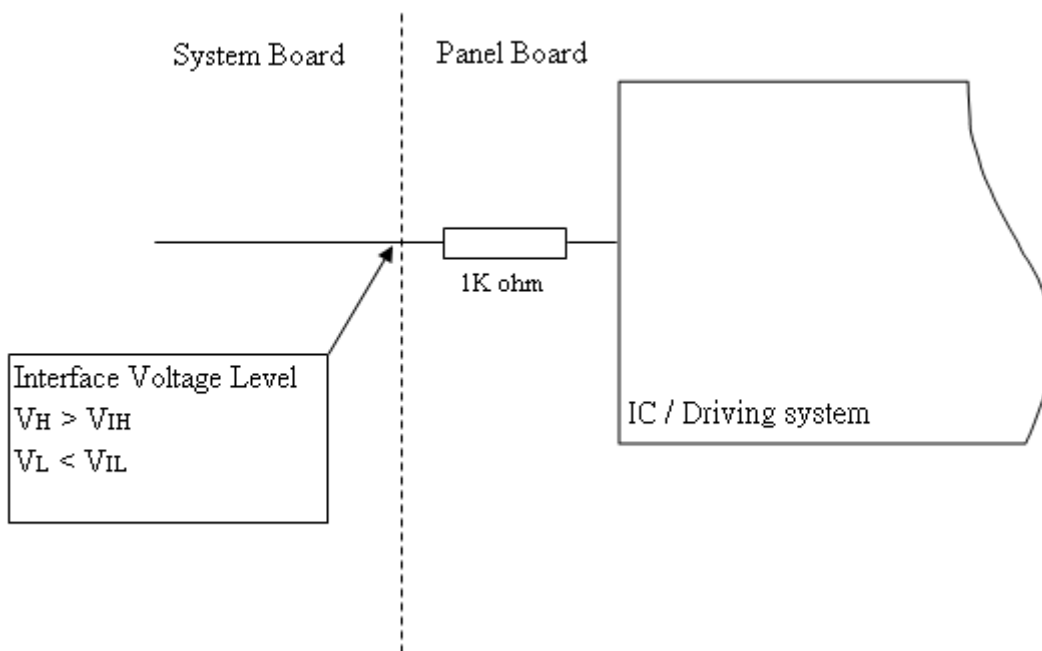 System Board
Panel Board
1K ohm
Interface Voltage Level
VH > VIH
VL < VIL
IC / Driving system